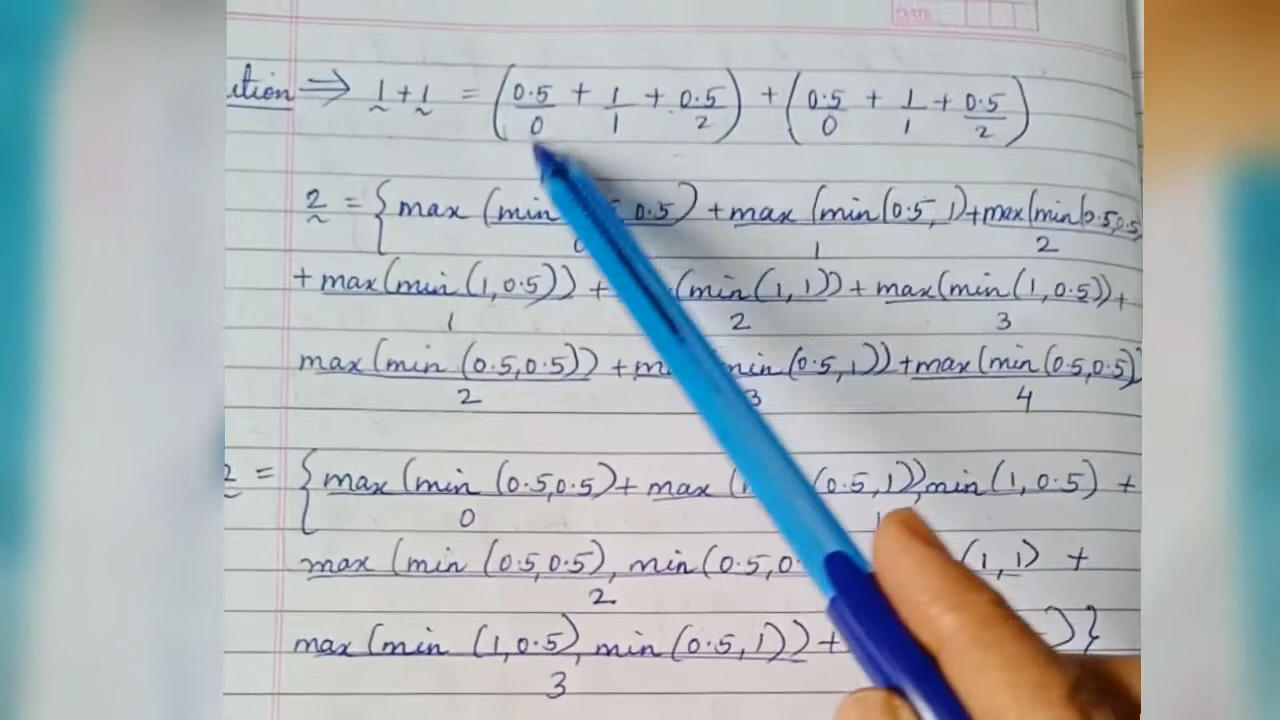 DATE
ution ⇒ 1 + 1 = (0.5/0 + 1/1 + 0.5/2) + (0.5/0 + 1/1 + 0.5/2)
2 = { max (min 0.5)/0 + max (min(0.5, 1)/1 + max(min(0.5,0.5)/2
+ max(min(1,0.5))/1 + (min(1,1))/2 + max(min(1,0.5))/3 +
max(min(0.5,0.5))/2 + min(0.5,1))/3 + max(min(0.5,0.5)/4
2 = { max(min (0.5,0.5)/0 + max ( (0.5,1)), min(1,0.5)/1 +
max (min (0.5,0.5), min(0.5,0. (1,1)/2 +
max(min (1,0.5), min(0.5,1))/3 + )}